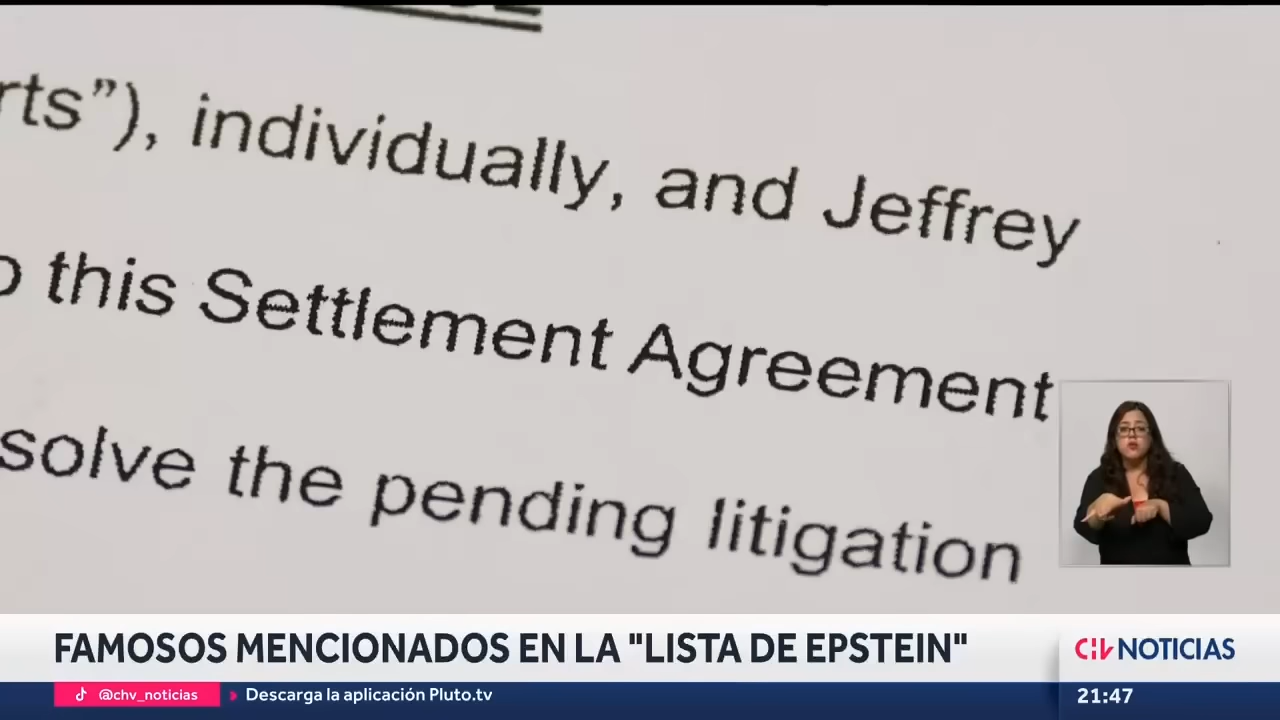 rts”), individually, and Jeffrey
this Settlement Agreement
solve the pending litigation
FAMOSOS MENCIONADOS EN LA "LISTA DE EPSTEIN"
CHV NOTICIAS
@chv_noticias
Descarga la aplicación Pluto.tv
21:47